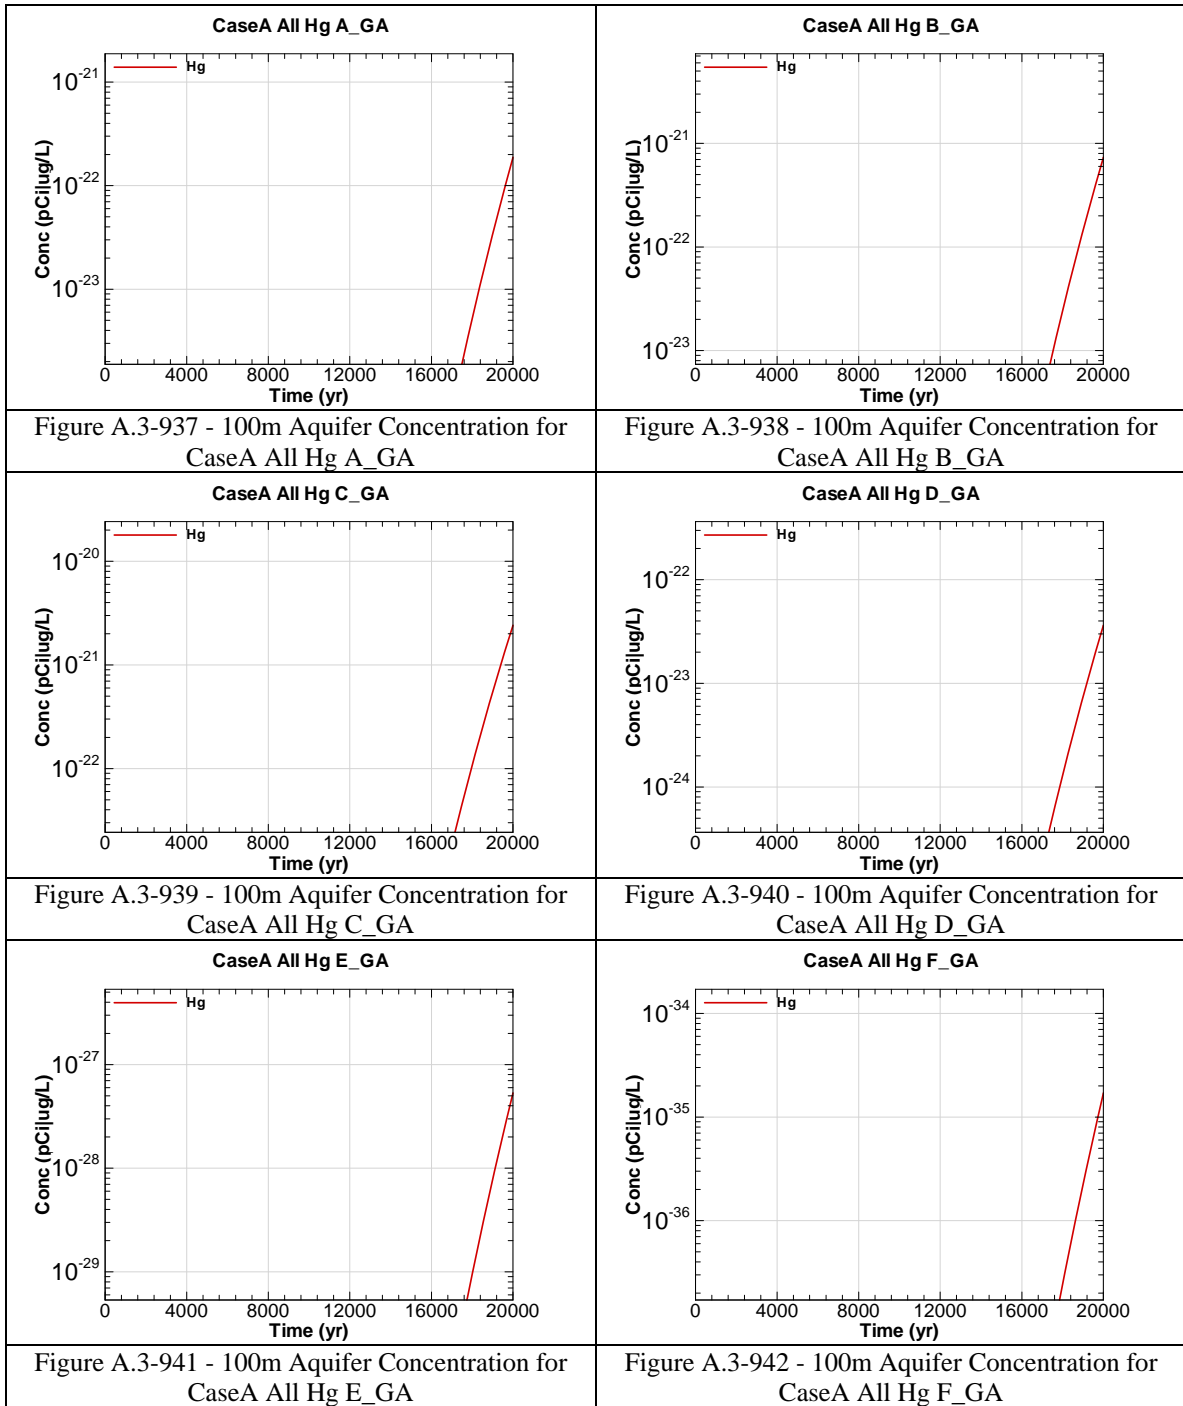 CaseA All Hg A_GA
Hg
10-21
10-22
10-23
Conc (pCi|ug/L)
0 4000 8000 12000 16000 20000
Time (yr)
Figure A.3-937 - 100m Aquifer Concentration for
CaseA All Hg A_GA
CaseA All Hg B_GA
Hg
10-21
10-22
10-23
Conc (pCi|ug/L)
0 4000 8000 12000 16000 20000
Time (yr)
Figure A.3-938 - 100m Aquifer Concentration for
CaseA All Hg B_GA
CaseA All Hg C_GA
Hg
10-20
10-21
10-22
Conc (pCi|ug/L)
0 4000 8000 12000 16000 20000
Time (yr)
Figure A.3-939 - 100m Aquifer Concentration for
CaseA All Hg C_GA
CaseA All Hg D_GA
Hg
10-22
10-23
10-24
Conc (pCi|ug/L)
0 4000 8000 12000 16000 20000
Time (yr)
Figure A.3-940 - 100m Aquifer Concentration for
CaseA All Hg D_GA
CaseA All Hg E_GA
Hg
10-27
10-28
10-29
Conc (pCi|ug/L)
0 4000 8000 12000 16000 20000
Time (yr)
Figure A.3-941 - 100m Aquifer Concentration for
CaseA All Hg E_GA
CaseA All Hg F_GA
Hg
10-34
10-35
10-36
Conc (pCi|ug/L)
0 4000 8000 12000 16000 20000
Time (yr)
Figure A.3-942 - 100m Aquifer Concentration for
CaseA All Hg F_GA